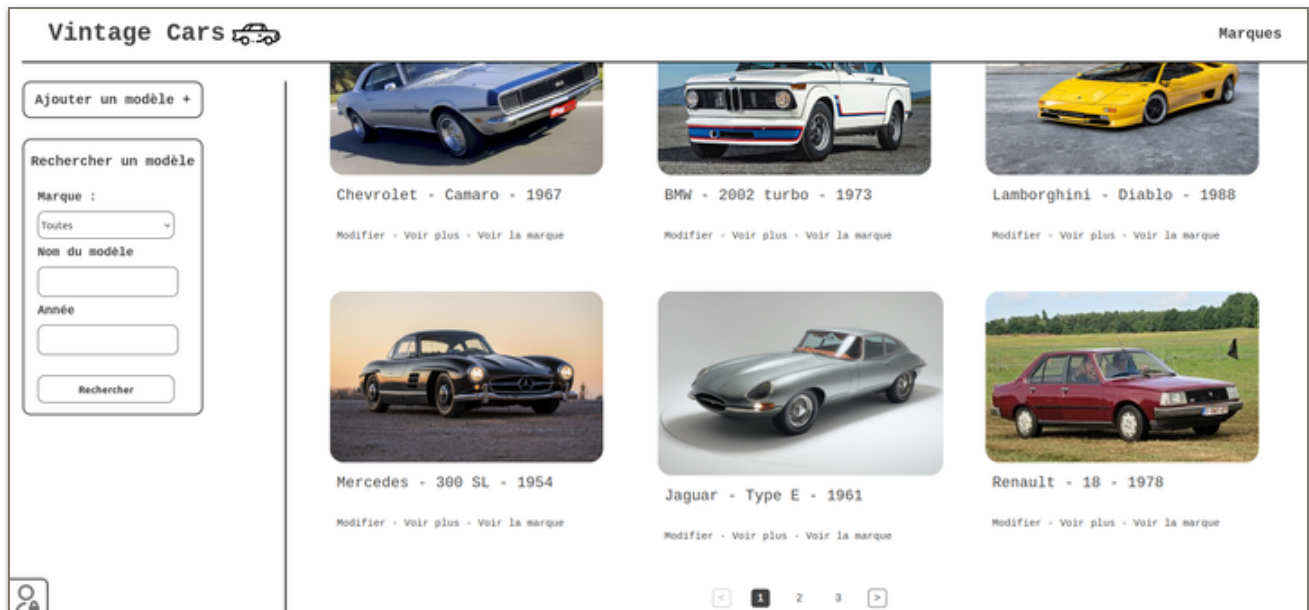 Vintage Cars
Marques
Ajouter un modèle +
Rechercher un modèle
Marque :
Toutes
Nom du modèle
Année
Rechercher
Chevrolet - Camaro - 1967
Modifier - Voir plus - Voir la marque
BMW - 2002 turbo - 1973
Modifier - Voir plus - Voir la marque
Lamborghini - Diablo - 1988
Modifier - Voir plus - Voir la marque
Mercedes - 300 SL - 1954
Modifier - Voir plus - Voir la marque
Jaguar - Type E - 1961
Modifier - Voir plus - Voir la marque
Renault - 18 - 1978
Modifier - Voir plus - Voir la marque
< 1 2 3 >